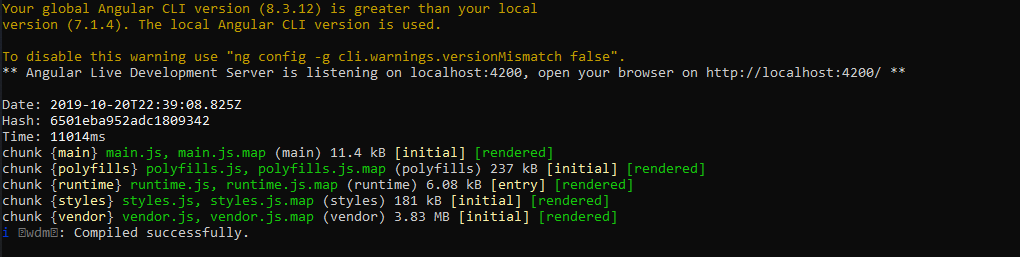 Your global Angular CLI version (8.3.12) is greater than your local
version (7.1.4). The local Angular CLI version is used.
To disable this warning use "ng config -g cli.warnings.versionMismatch false".
** Angular Live Development Server is listening on localhost:4200, open your browser on http://localhost:4200/ **
Date: 2019-10-20T22:39:08.825Z
Hash: 6501eba952adc1809342
Time: 11014ms
chunk {main} main.js, main.js.map (main) 11.4 kB [initial] [rendered]
chunk {polyfills} polyfills.js, polyfills.js.map (polyfills) 237 kB [initial] [rendered]
chunk {runtime} runtime.js, runtime.js.map (runtime) 6.08 kB [entry] [rendered]
chunk {styles} styles.js, styles.js.map (styles) 181 kB [initial] [rendered]
chunk {vendor} vendor.js, vendor.js.map (vendor) 3.83 MB [initial] [rendered]
i wdm: Compiled successfully.